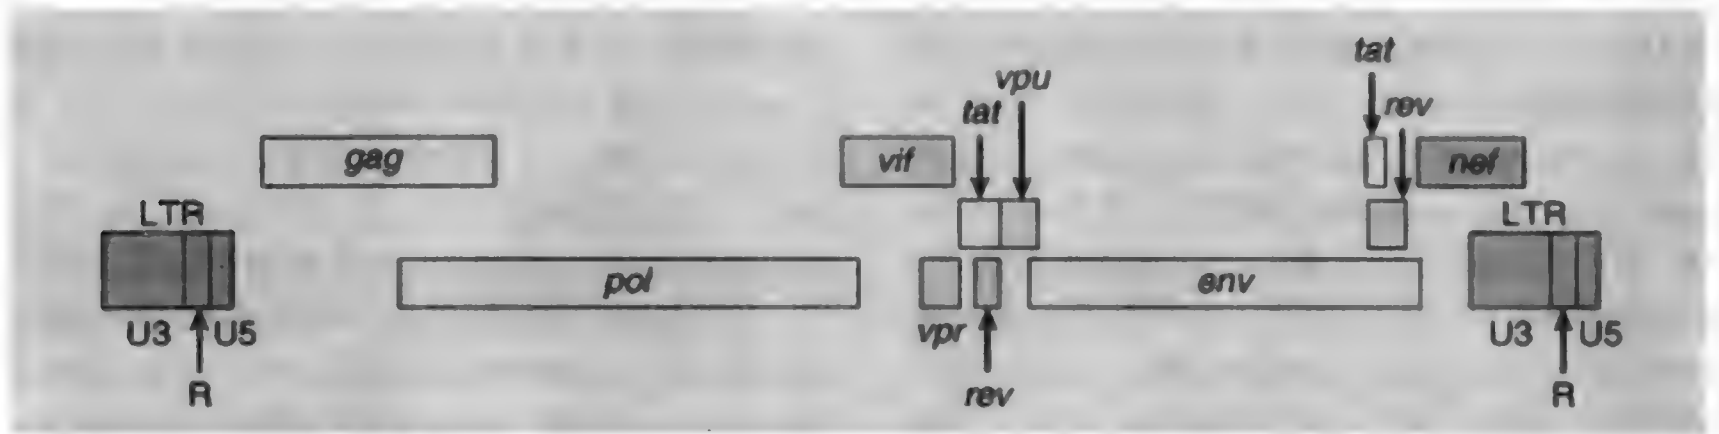 tat
vpu
rev
tat
gag
vif
nef
LTR
LTR
pol
env
U3
U5
vpr
U3
U5
R
rev
R